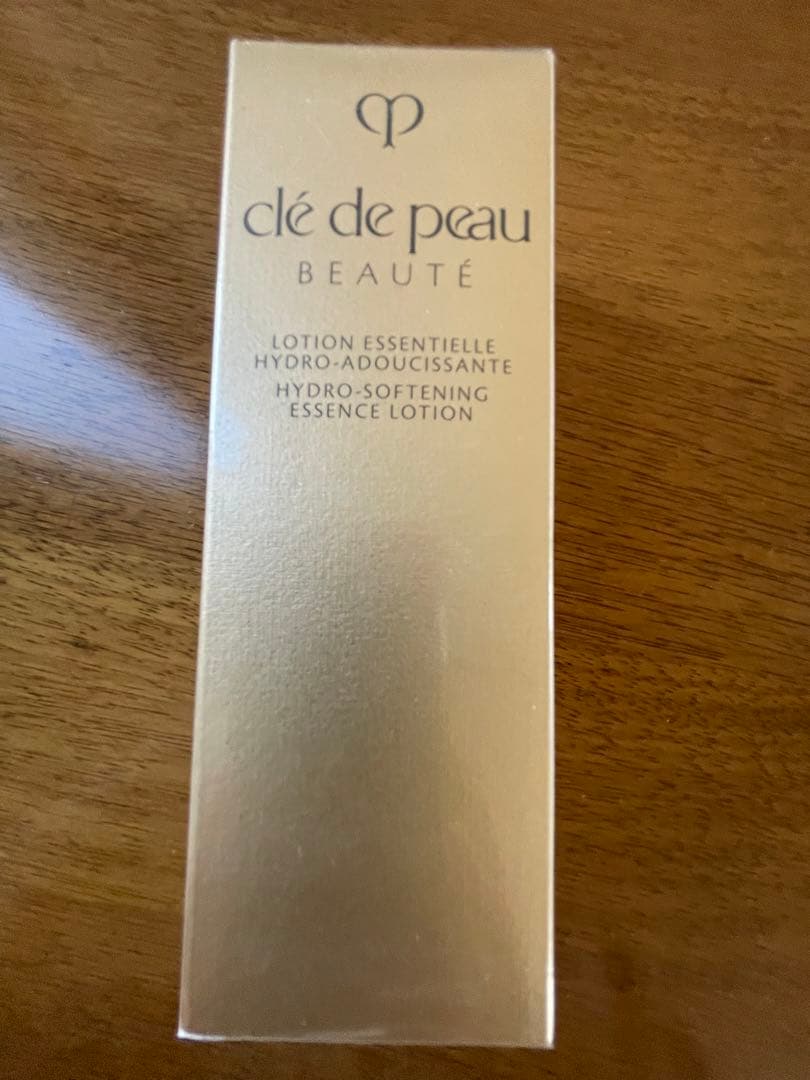 clé de peau
BEAUTÉ
LOTION ESSENTIELLE
HYDRO-ADOUCISSANTE
HYDRO-SOFTENING
ESSENCE LOTION